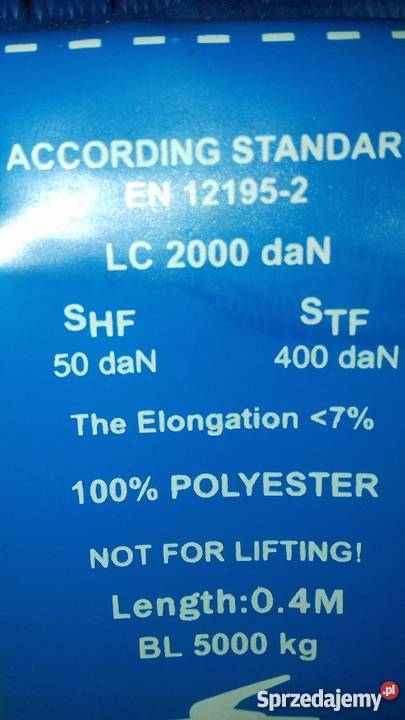 ACCORDING STANDAR
EN 12195-2
LC 2000 daN
SHF STF
50 daN 400 daN
The Elongation <7%
100% POLYESTER
NOT FOR LIFTING!
Length:0.4M
BL 5000 kg
Sprzedajemy.pl